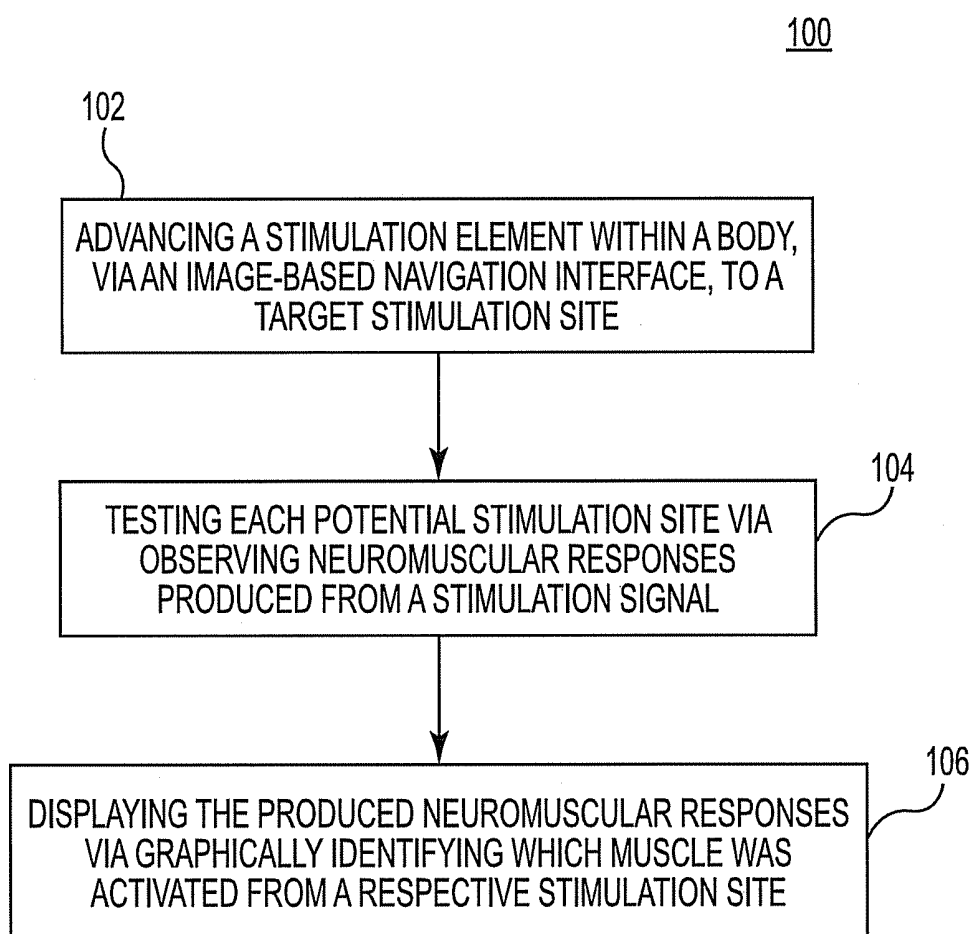 100
102
ADVANCING A STIMULATION ELEMENT WITHIN A BODY,
VIA AN IMAGE-BASED NAVIGATION INTERFACE, TO A
TARGET STIMULATION SITE
104
TESTING EACH POTENTIAL STIMULATION SITE VIA
OBSERVING NEUROMUSCULAR RESPONSES
PRODUCED FROM A STIMULATION SIGNAL
106
DISPLAYING THE PRODUCED NEUROMUSCULAR RESPONSES
VIA GRAPHICALLY IDENTIFYING WHICH MUSCLE WAS
ACTIVATED FROM A RESPECTIVE STIMULATION SITE